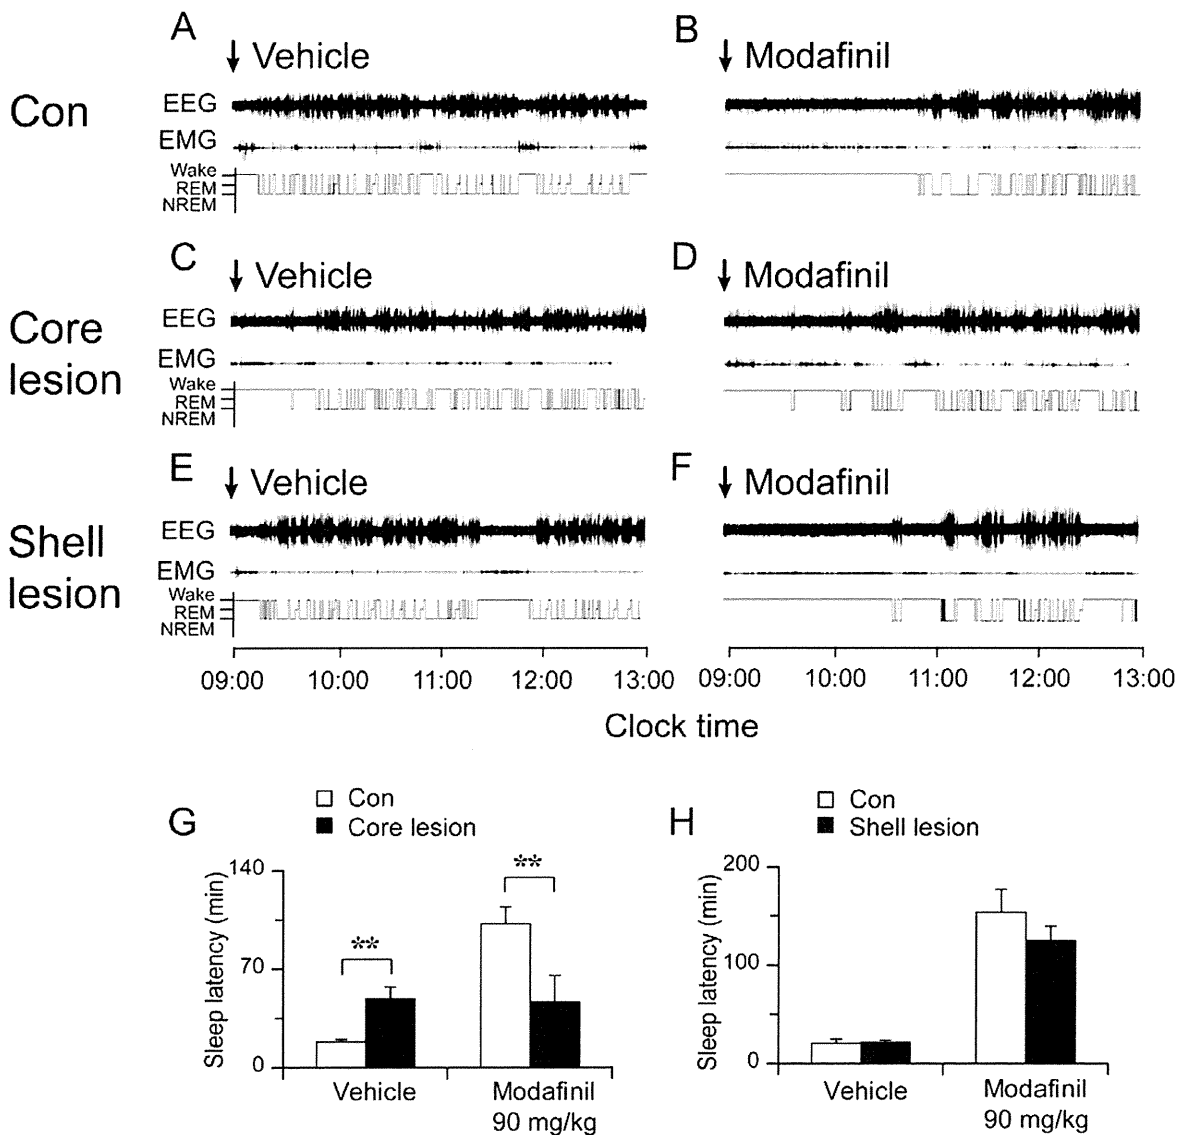 A
Vehicle
B
Modafinil
Con
EEG
EMG
Wake
REM
NREM
C
Vehicle
D
Modafinil
Core
lesion
EEG
EMG
Wake
REM
NREM
E
Vehicle
F
Modafinil
Shell
lesion
EEG
EMG
Wake
REM
NREM
09:00 10:00 11:00 12:00 13:00
09:00 10:00 11:00 12:00 13:00
Clock time
G
Con
Core lesion
Sleep latency (min)
140
70
0
**
**
Vehicle
Modafinil
90 mg/kg
H
Con
Shell lesion
Sleep latency (min)
200
100
0
Vehicle
Modafinil
90 mg/kg